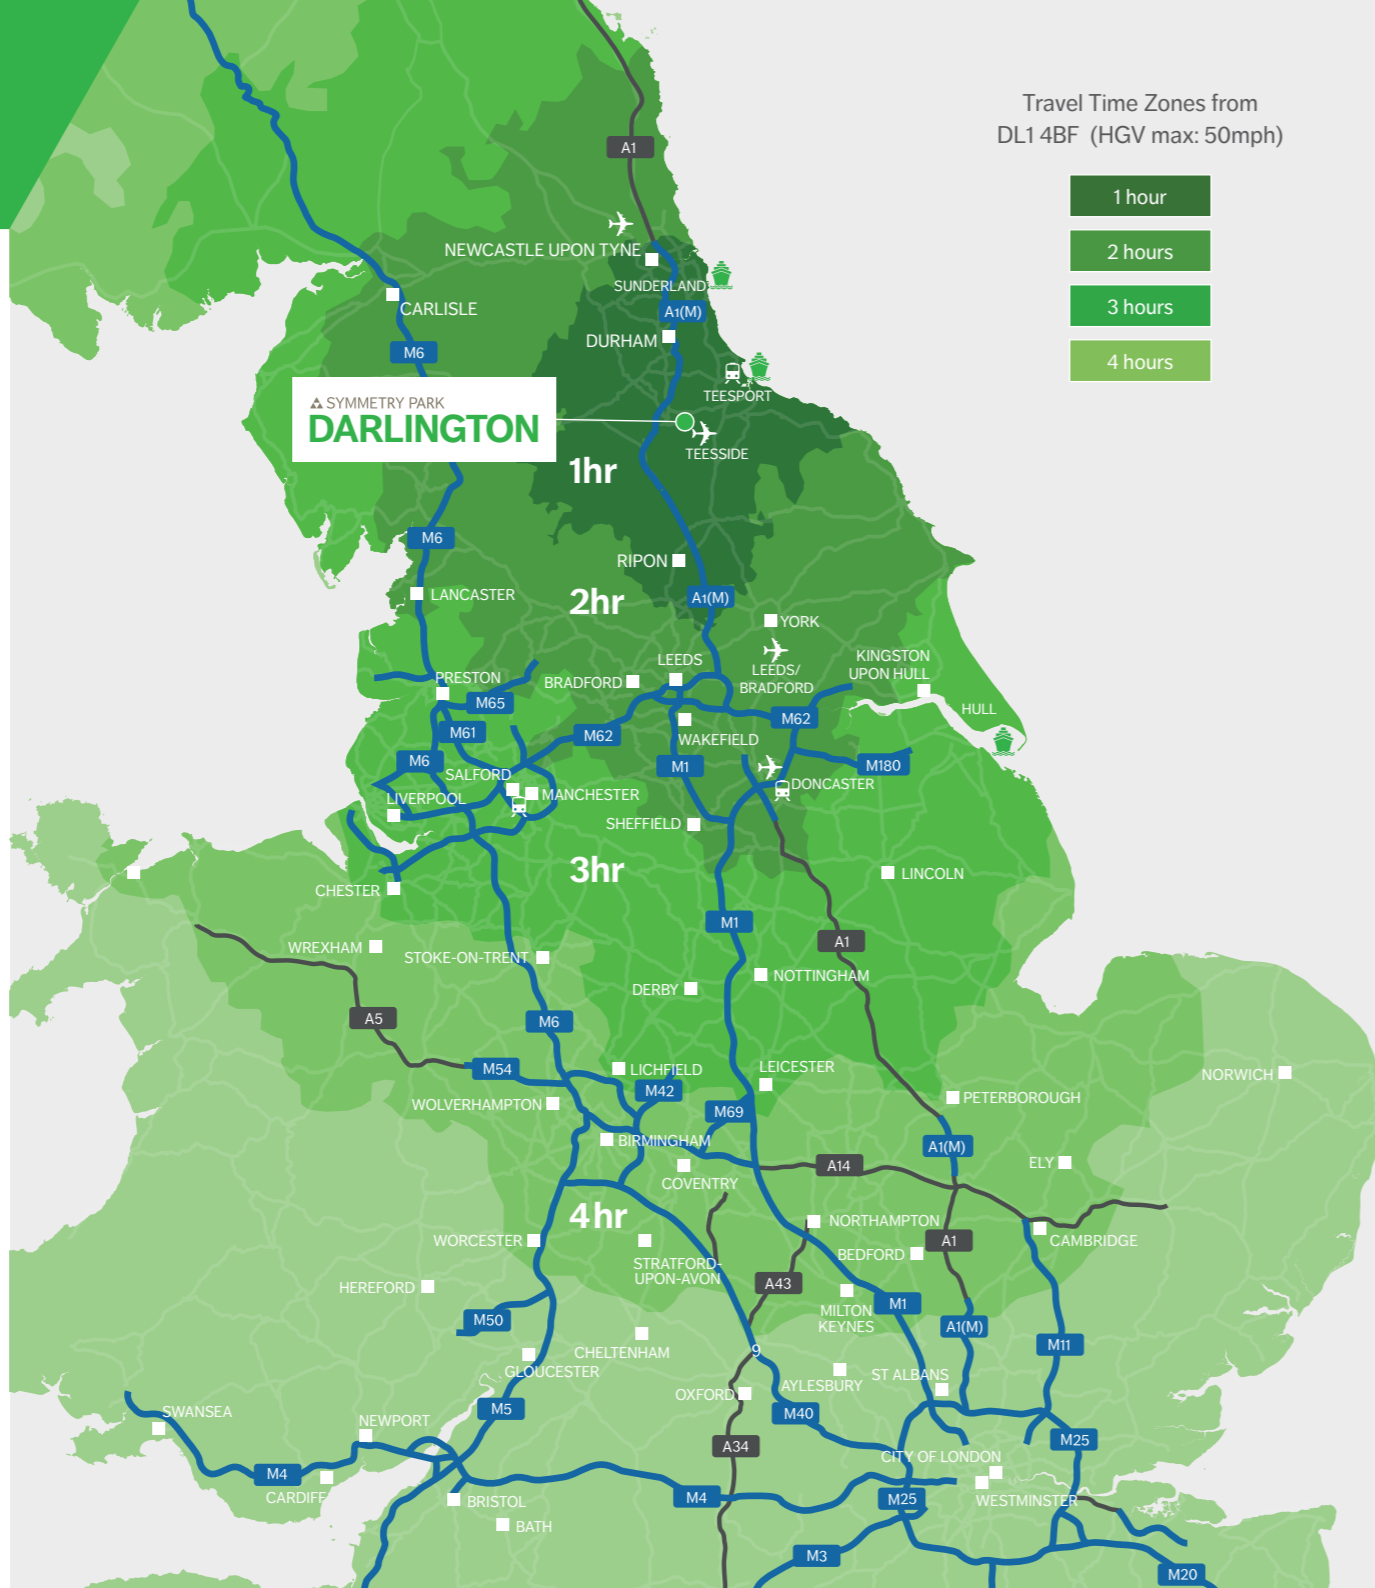 Travel Time Zones from
DL1 4BF (HGV max: 50mph)
1 hour
2 hours
3 hours
4 hours
A1
NEWCASTLE UPON TYNE
SUNDERLAND
CARLISLE
A1(M)
DURHAM
M6
TEESPORT
SYMMETRY PARK
DARLINGTON
TEESSIDE
1hr
M6
RIPON
LANCASTER
2hr
A1(M)
YORK
LEEDS
KINGSTON
UPON HULL
PRESTON
BRADFORD
LEEDS/
BRADFORD
M65
HULL
M61
M62
M62
WAKEFIELD
M6
M1
M180
SALFORD
DONCASTER
LIVERPOOL
MANCHESTER
SHEFFIELD
3hr
LINCOLN
CHESTER
M1
A1
WREXHAM
STOKE-ON-TRENT
NOTTINGHAM
DERBY
A5
M6
M54
LICHFIELD
LEICESTER
NORWICH
M42
WOLVERHAMPTON
M69
PETERBOROUGH
BIRMINGHAM
A1(M)
A14
ELY
COVENTRY
4hr
NORTHAMPTON
WORCESTER
A1
CAMBRIDGE
BEDFORD
STRATFORD-
UPON-AVON
HEREFORD
A43
M1
MILTON
KEYNES
M50
A1(M)
M11
CHELTENHAM
9
GLOUCESTER
ST ALBANS
AYLESBURY
OXFORD
M5
SWANSEA
M40
NEWPORT
M25
A34
CITY OF LONDON
M4
CARDIFF
M4
M25
WESTMINSTER
BRISTOL
BATH
M3
M20